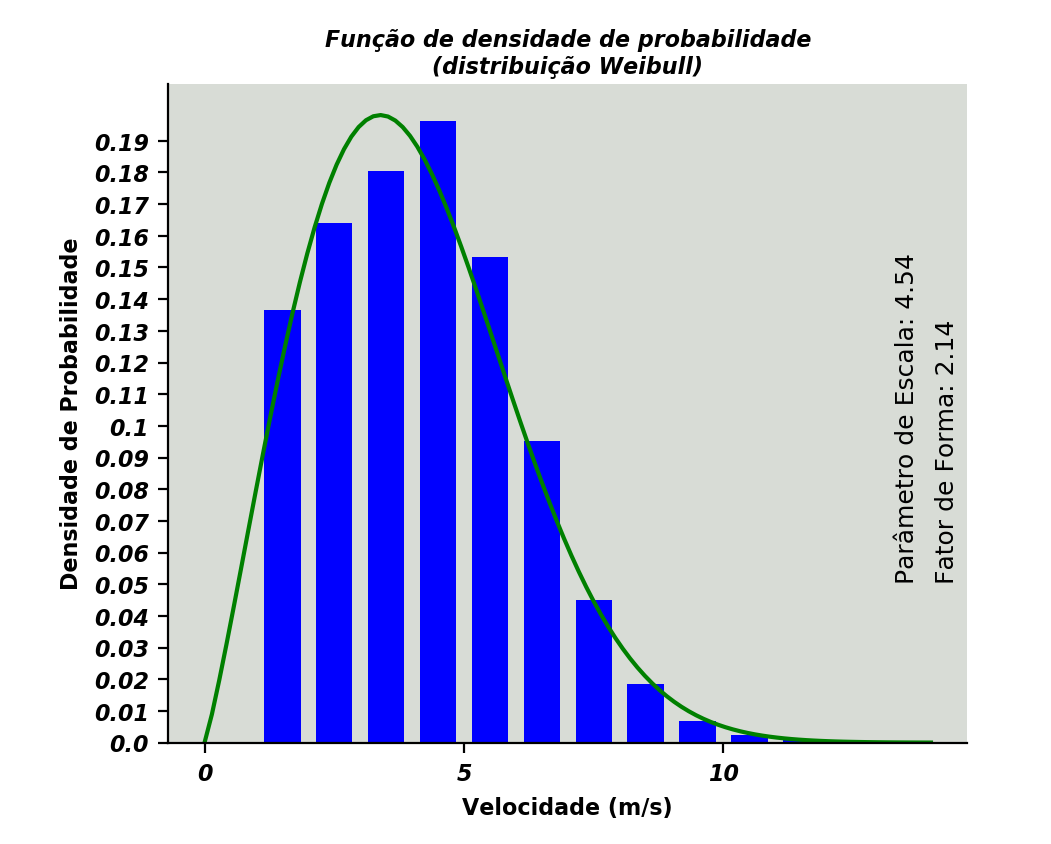 Função de densidade de probabilidade
(distribuição Weibull)
Densidade de Probabilidade
0.19
0.18
0.17
0.16
0.15
0.14
0.13
0.12
0.11
0.1
0.09
0.08
0.07
0.06
0.05
0.04
0.03
0.02
0.01
0.0
Parâmetro de Escala: 4.54
Fator de Forma: 2.14
0 5 10
Velocidade (m/s)